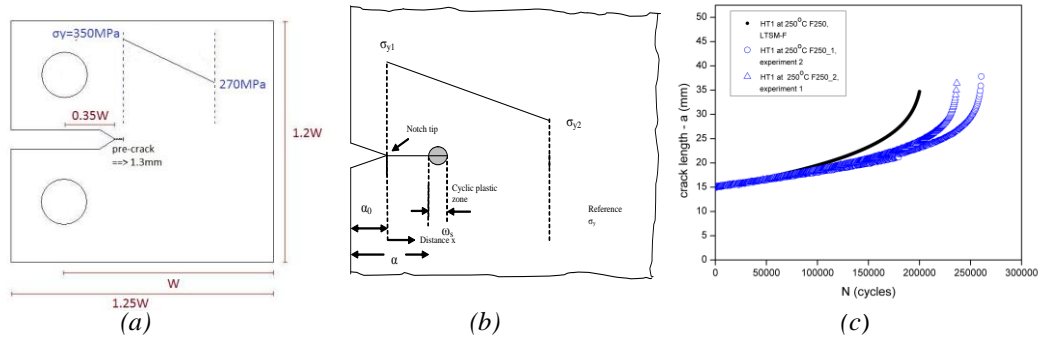 σy=350MPa
270MPa
0.35W
pre-crack
==> 1.3mm
1.2W
W
1.25W
(a)
σy1
σy2
Notch tip
Cyclic plastic
zone
α0
ωs
Reference
σy
Distance x
α
(b)
crack length - a (mm)
50
45
40
35
30
25
20
15
10
5
0
HT1 at 250°C F250,
LTSM-F
HT1 at 250°C F250_1,
experiment 2
HT1 at 250°C F250_2,
experiment 1
0 50000 100000 150000 200000 250000 300000
N (cycles)
(c)